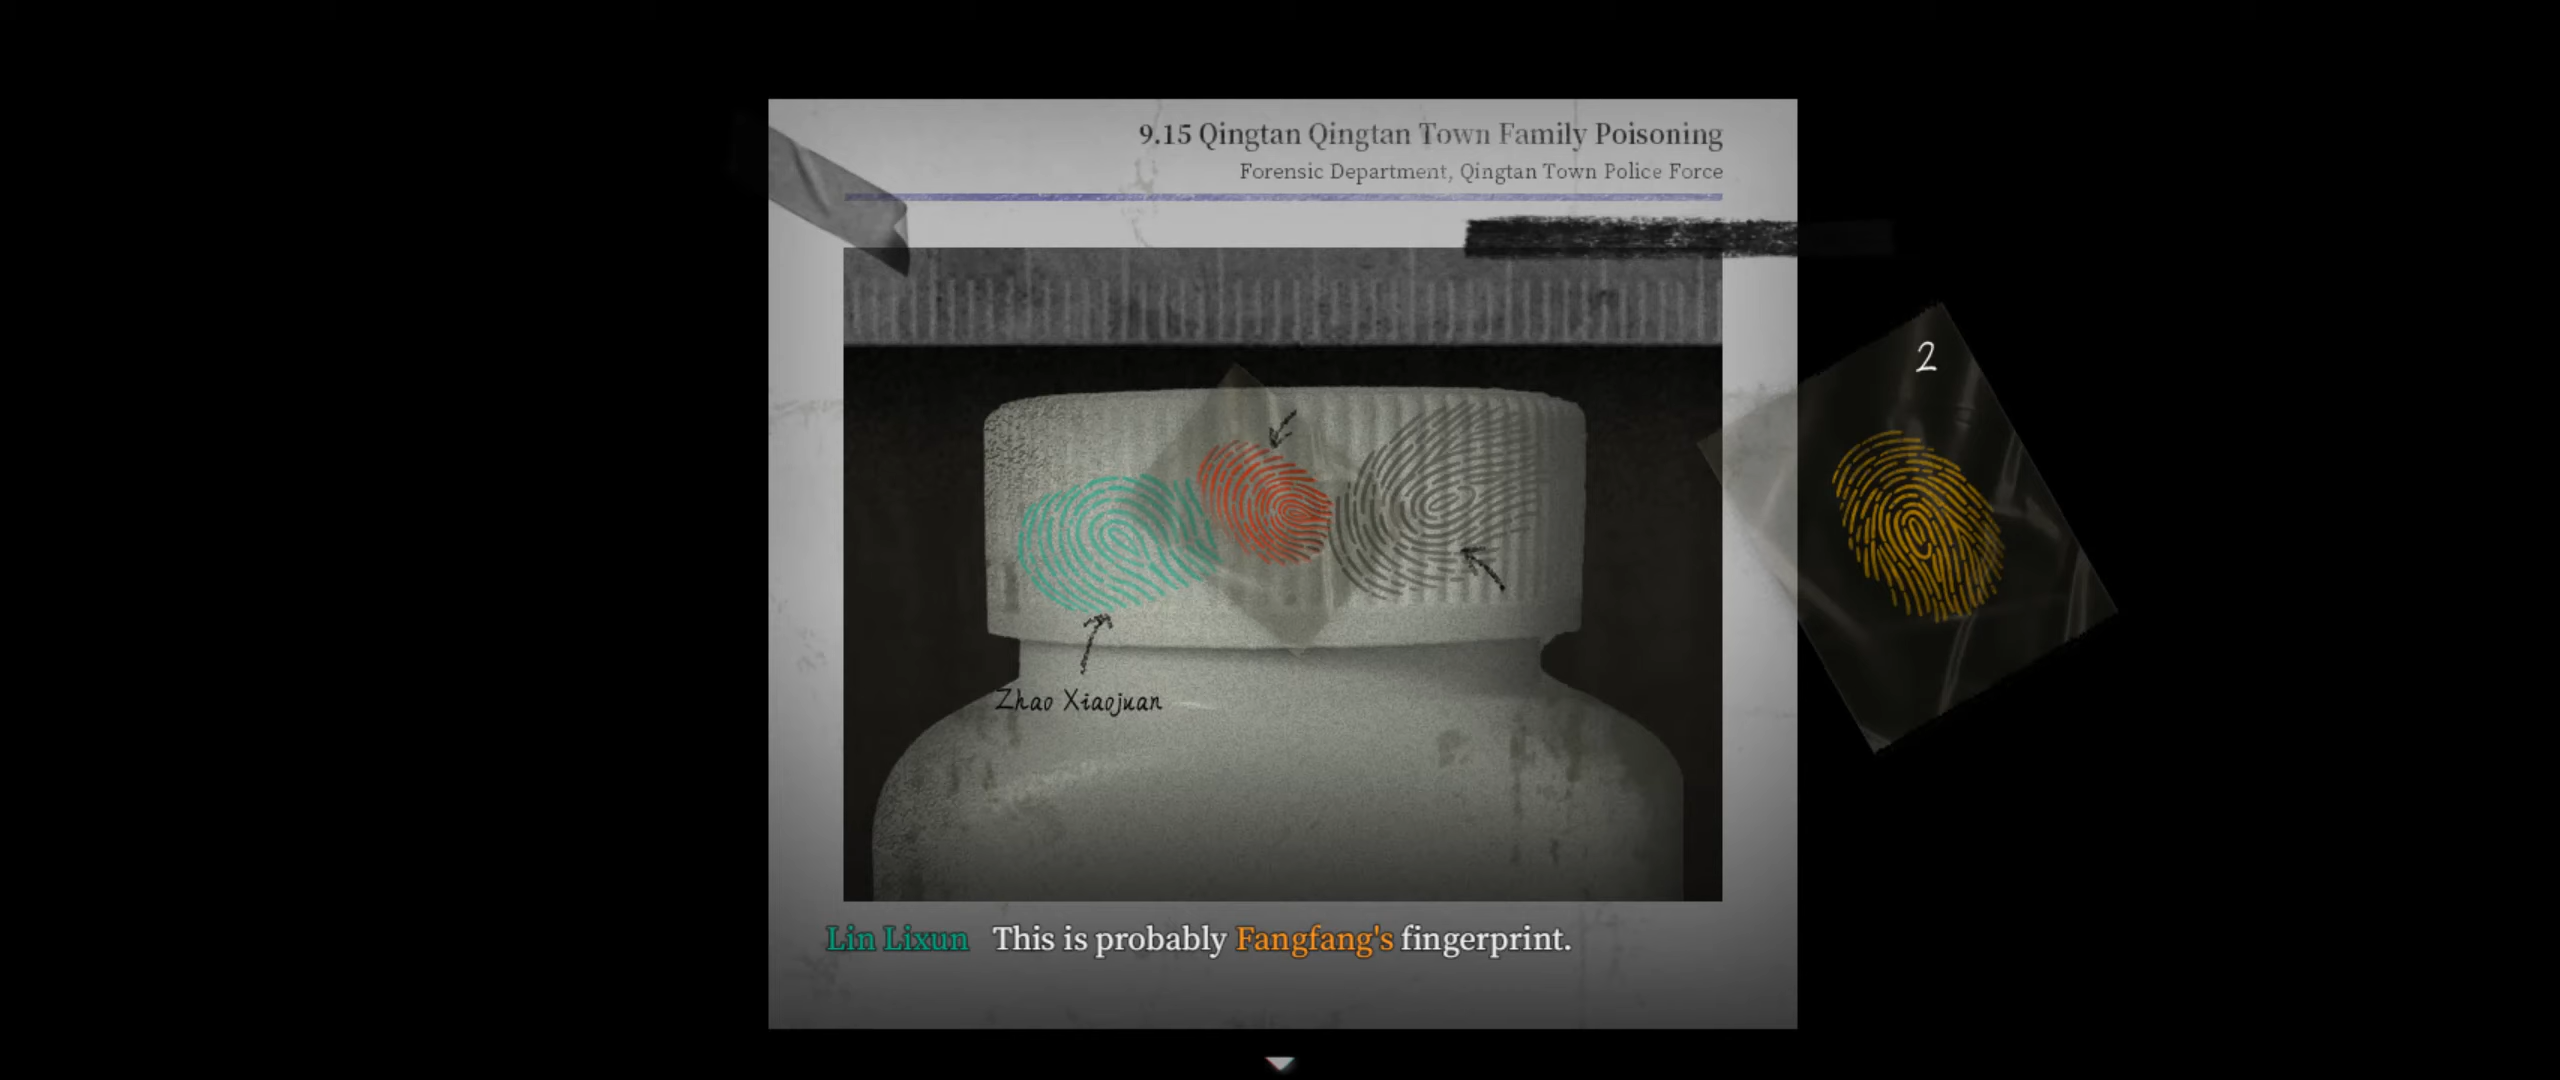 9.15 Qingtan Qingtan Town Family Poisoning
Forensic Department, Qingtan Town Police Force
2
Zhao Xiaojuan
Lin Lixun This is probably Fangfang's fingerprint.